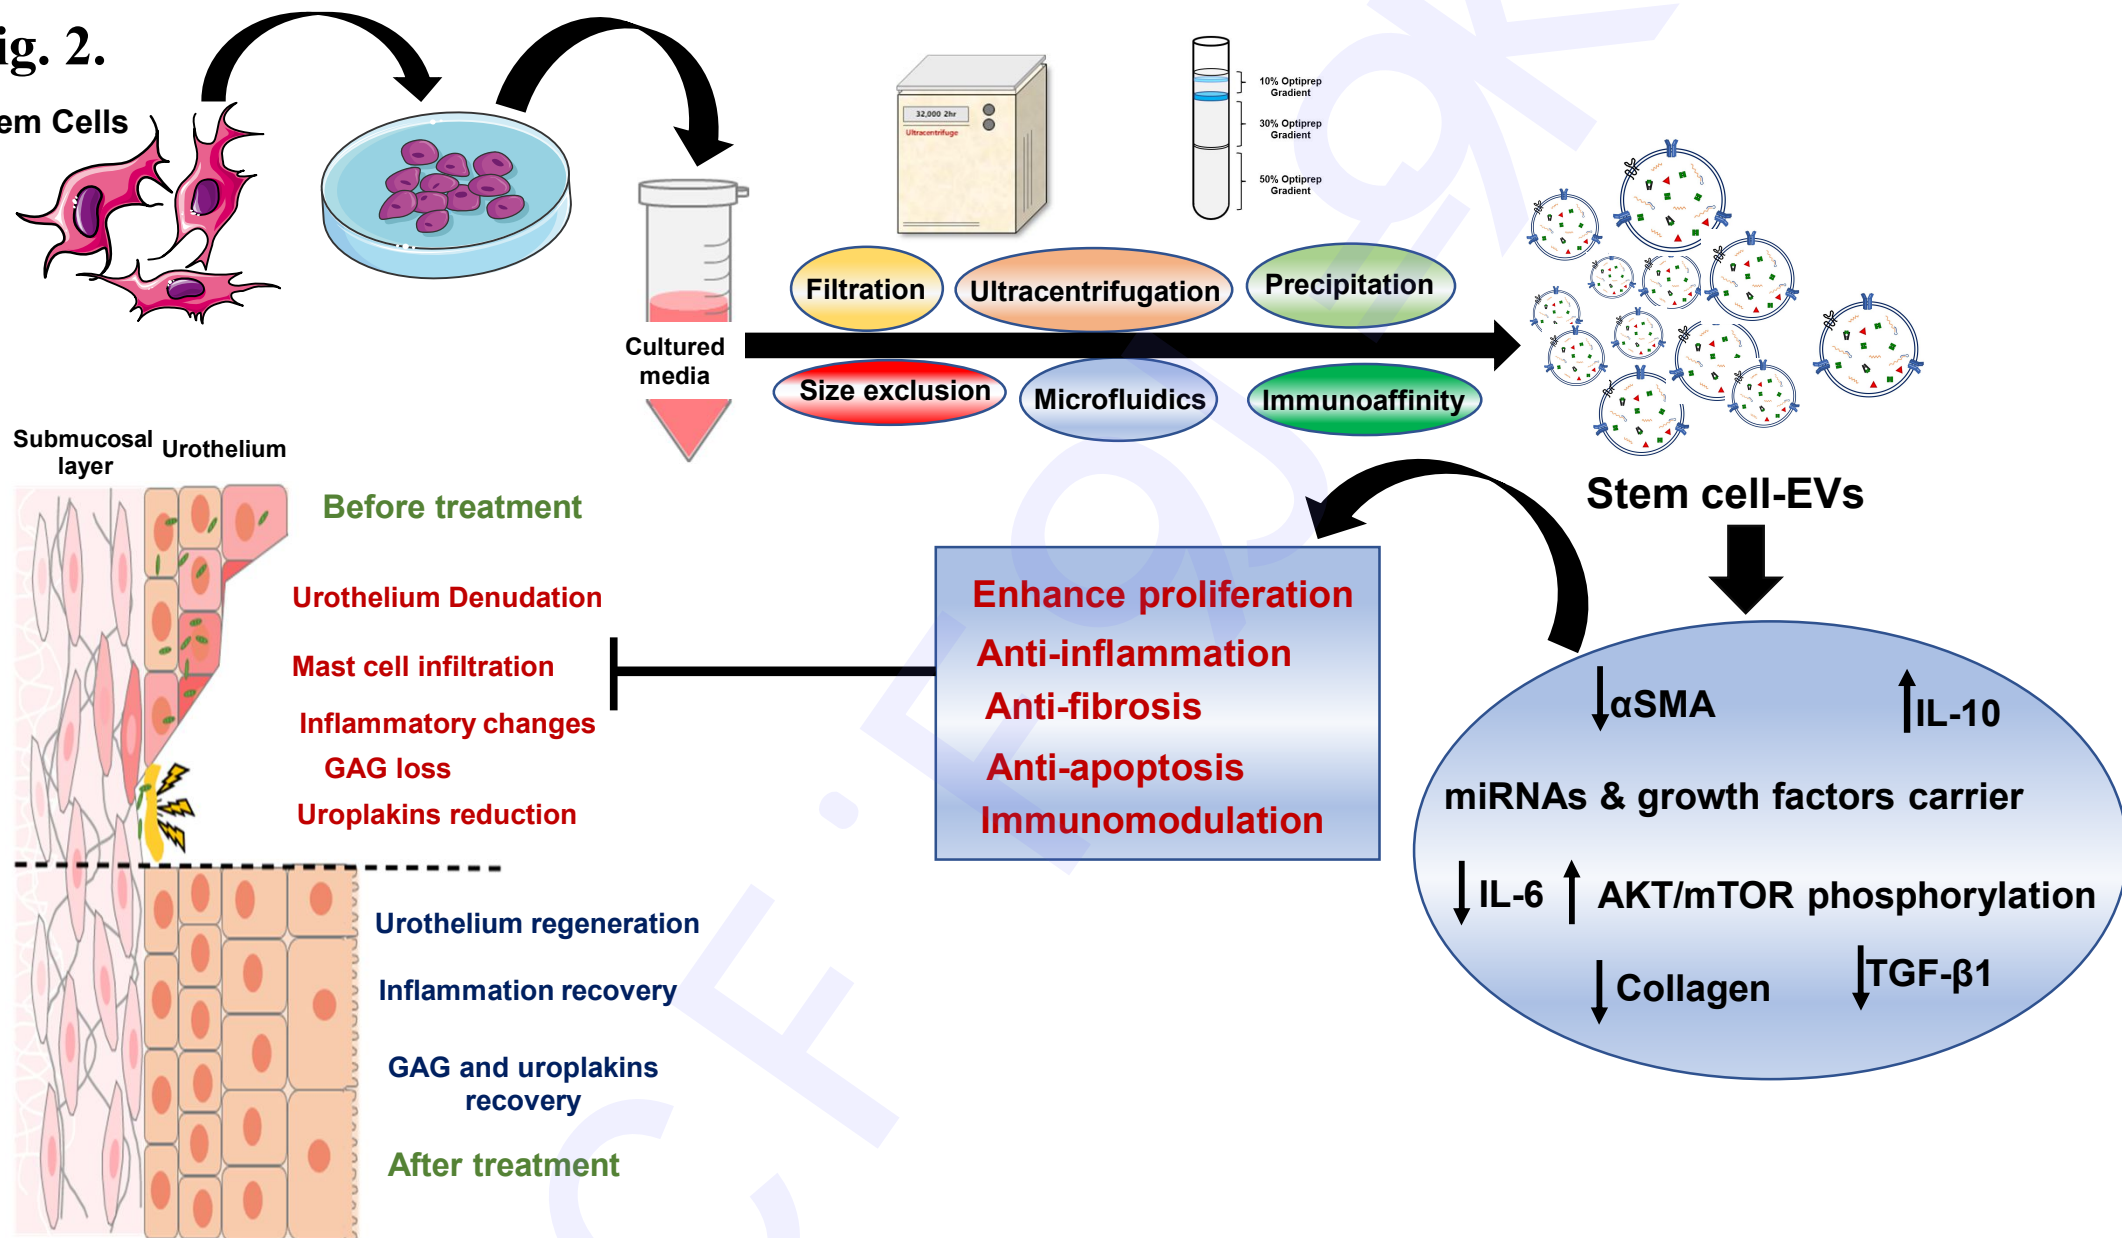 ig. 2.
em Cells
32,000 2hr
Ultracentrifuge
10% Optiprep
Gradient
30% Optiprep
Gradient
50% Optiprep
Gradient
Filtration
Ultracentrifugation
Precipitation
Cultured
media
Size exclusion
Microfluidics
Immunoaffinity
Stem cell-EVs
Submucosal
layer
Urothelium
Before treatment
Urothelium Denudation
Mast cell infiltration
Inflammatory changes
GAG loss
Uroplakins reduction
Enhance proliferation
Anti-inflammation
Anti-fibrosis
Anti-apoptosis
Immunomodulation
↓αSMA
↑IL-10
miRNAs & growth factors carrier
↓ IL-6 ↑ AKT/mTOR phosphorylation
↓ Collagen
↓TGF-β1
Urothelium regeneration
Inflammation recovery
GAG and uroplakins
recovery
After treatment